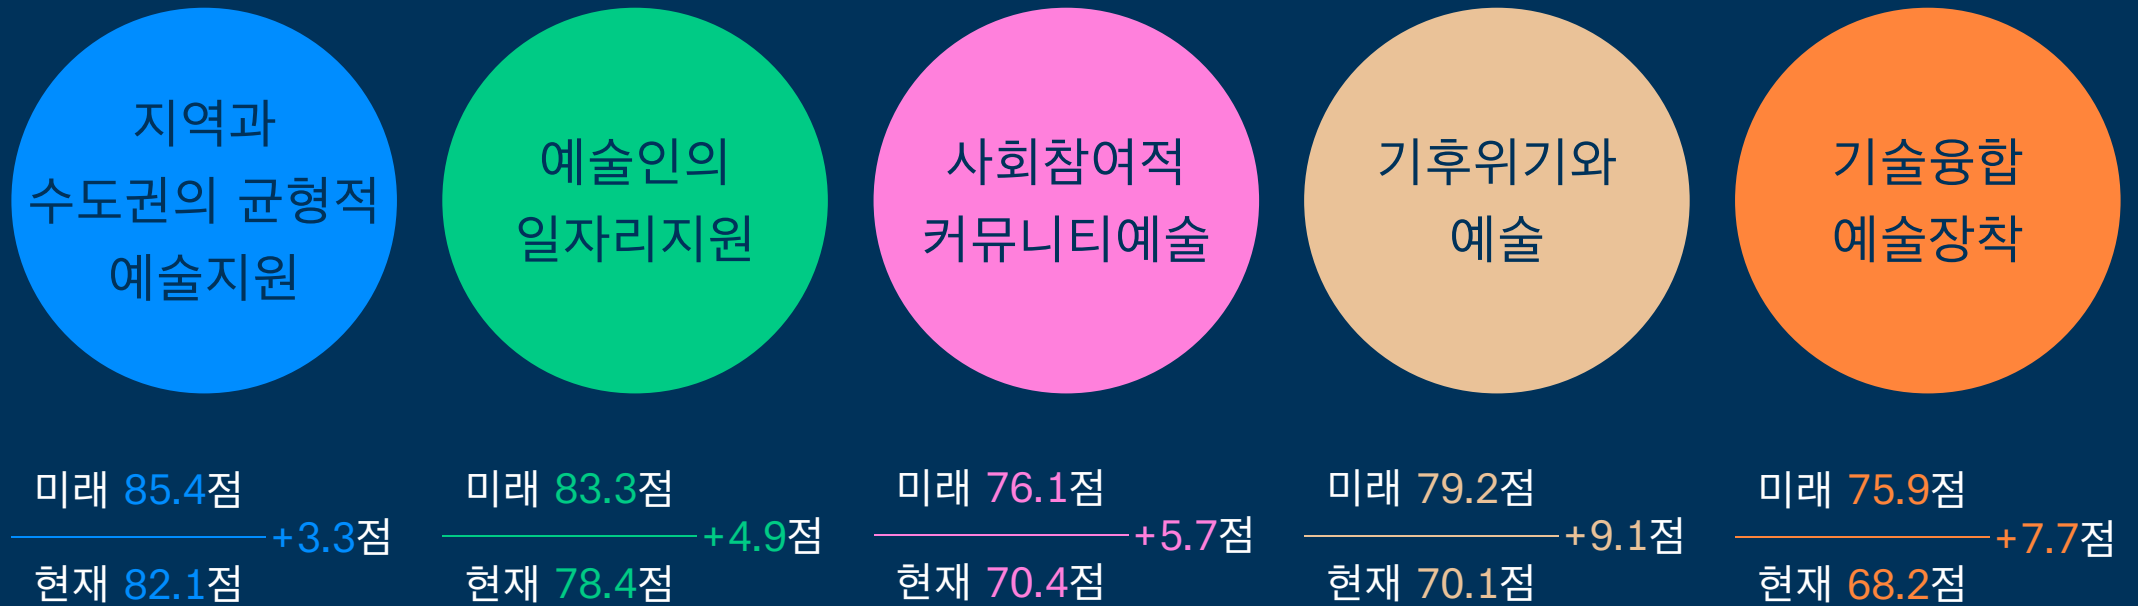 지역과
수도권의 균형적
예술지원
미래 85.4점
+3.3점
현재 82.1점
예술인의
일자리지원
미래 83.3점
+4.9점
현재 78.4점
사회참여적
커뮤니티예술
미래 76.1점
+5.7점
현재 70.4점
기후위기와
예술
미래 79.2점
+9.1점
현재 70.1점
기술융합
예술장착
미래 75.9점
+7.7점
현재 68.2점